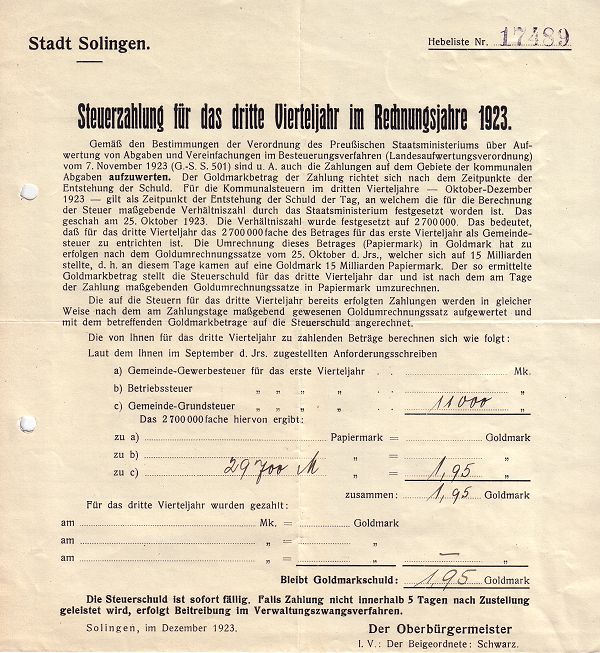 Stadt Solingen.
Hebeliste Nr. 17489
Steuerzahlung für das dritte Vierteljahr im Rechnungsjahre 1923.
Gemäß den Bestimmungen der Verordnung des Preußischen Staatsministeriums über Auf-
wertung von Abgaben und Vereinfachungen im Besteuerungsverfahren (Landesaufwertungsverordnung)
vom 7. November 1923 (G.-S. S. 501) sind u. A. auch die Zahlungen auf dem Gebiete der kommunalen
Abgaben aufzuwerten. Der Goldmarkbetrag der Zahlung richtet sich nach dem Zeitpunkte der
Entstehung der Schuld. Für die Kommunalsteuern im dritten Vierteljahre — Oktober-Dezember
1923 — gilt als Zeitpunkt der Entstehung der Schuld der Tag, an welchem die für die Berechnung
der Steuer maßgebende Verhältniszahl durch das Staatsministerium festgesetzt worden ist. Das
geschah am 25. Oktober 1923. Die Verhältniszahl wurde festgesetzt auf 2700000. Das bedeutet,
daß für das dritte Vierteljahr das 2700000 fache des Betrages für das erste Vierteljahr als Gemeinde-
steuer zu entrichten ist. Die Umrechnung dieses Betrages (Papiermark) in Goldmark hat zu
erfolgen nach dem Goldumrechnungssatze vom 25. Oktober d. Jrs., welcher sich auf 15 Milliarden
stellte, d. h. an diesem Tage kamen auf eine Goldmark 15 Milliarden Papiermark. Der so ermittelte
Goldmarkbetrag stellt die Steuerschuld für das dritte Vierteljahr dar und ist nach dem am Tage
der Zahlung maßgebenden Goldumrechnungssatze in Papiermark umzurechnen.
Die auf die Steuern für das dritte Vierteljahr bereits erfolgten Zahlungen werden in gleicher
Weise nach dem am Zahlungstage maßgebend gewesenen Goldumrechnungssatz aufgewertet und
mit dem betreffenden Goldmarkbetrage auf die Steuerschuld angerechnet.
Die von Ihnen für das dritte Vierteljahr zu zahlenden Beträge berechnen sich wie folgt:
Laut dem Ihnen im September d. Jrs. zugestellten Anforderungsschreiben
a) Gemeinde-Gewerbesteuer für das erste Vierteljahr Mk.
b) Betriebssteuer „ „ „ „ „
c) Gemeinde-Grundsteuer „ „ „ „ 11000 „
Das 2700000 fache hiervon ergibt:
zu a) Papiermark = Goldmark
zu b) „ = „
zu c) 29700 M „ = 1,95 „
zusammen: 1,95 Goldmark
Für das dritte Vierteljahr wurden gezahlt:
am Mk. = Goldmark
am „ = „
am „ = „ — „
Bleibt Goldmarkschuld: 1,95 Goldmark
Die Steuerschuld ist sofort fällig. Falls Zahlung nicht innerhalb 5 Tagen nach Zustellung
geleistet wird, erfolgt Beitreibung im Verwaltungszwangsverfahren.
Solingen, im Dezember 1923.
Der Oberbürgermeister
I. V.: Der Beigeordnete: Schwarz.